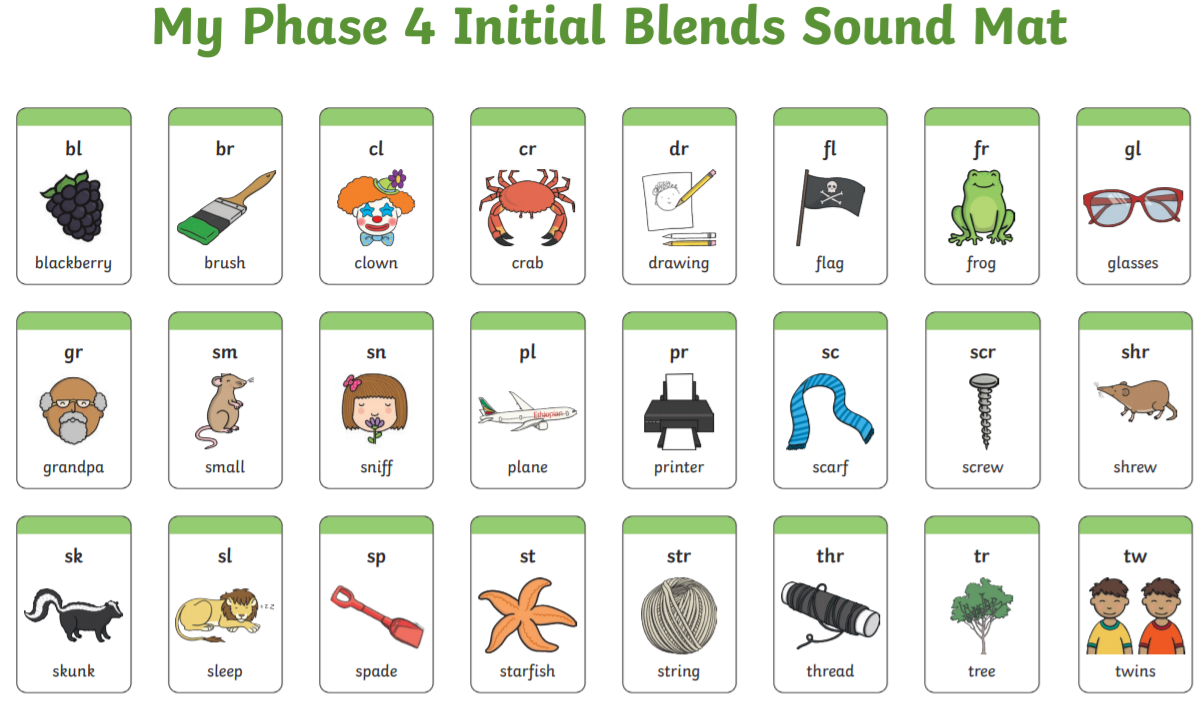 My Phase 4 Initial Blends Sound Mat
bl br cl cr dr fl fr gl
blackberry brush clown crab drawing flag frog glasses
gr sm sn pl pr sc scr shr
Ethiopian
grandpa small sniff plane printer scarf screw shrew
sk sl sp st str thr tr tw
z z z
skunk sleep spade starfish string thread tree twins